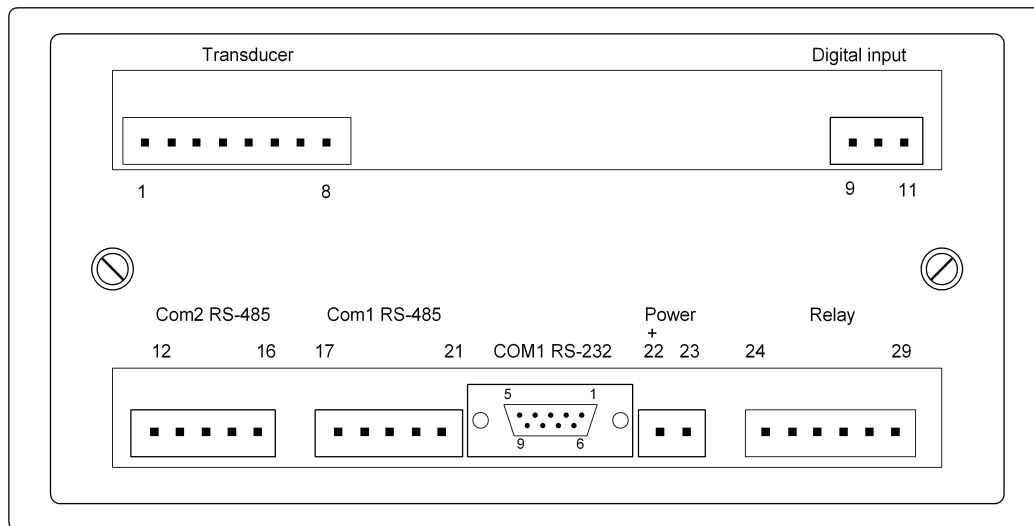 Transducer Digital input
1 8 9 11
Com2 RS-485 Com1 RS-485 Power Relay
+
12 16 17 21 COM1 RS-232 22 23 24 29
5 1
9 6